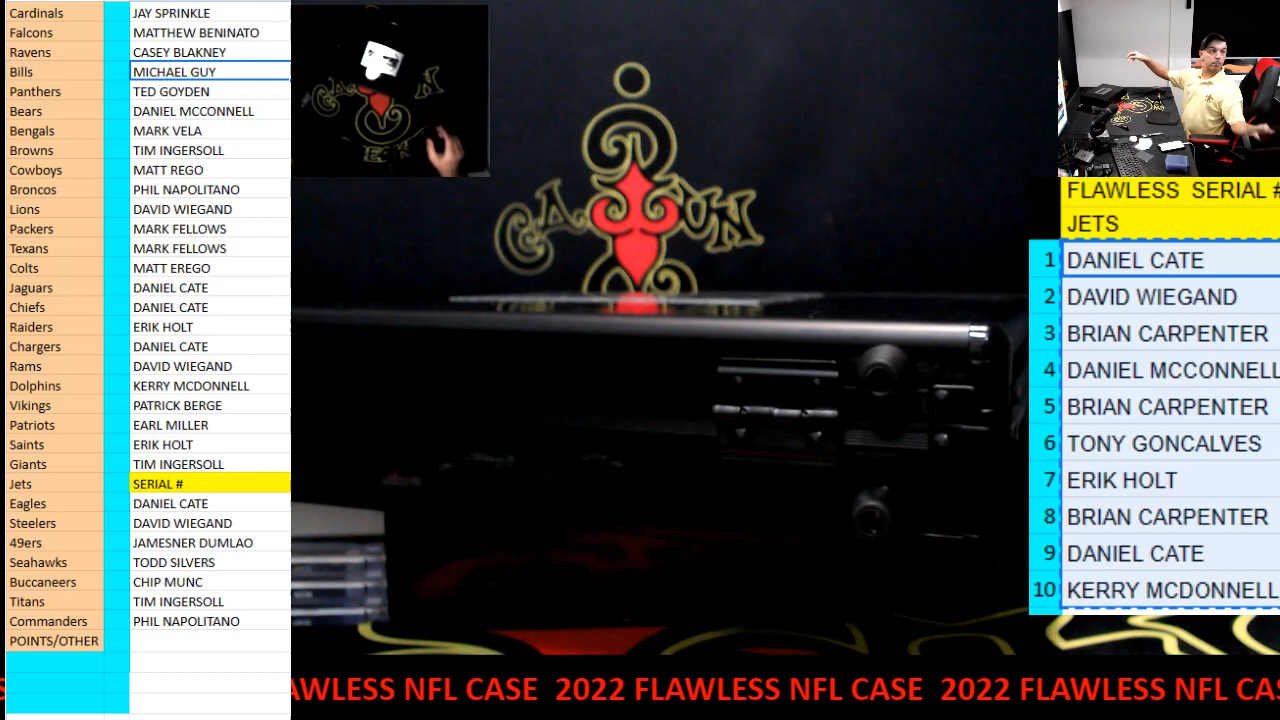 Cardinals JAY SPRINKLE
Falcons MATTHEW BENINATO
Ravens CASEY BLAKNEY
Bills MICHAEL GUY
Panthers TED GOYDEN
Bears DANIEL MCCONNELL
Bengals MARK VELA
Browns TIM INGERSOLL
Cowboys MATT REGO
Broncos PHIL NAPOLITANO
Lions DAVID WIEGAND
Packers MARK FELLOWS
Texans MARK FELLOWS
Colts MATT EREGO
Jaguars DANIEL CATE
Chiefs DANIEL CATE
Raiders ERIK HOLT
Chargers DANIEL CATE
Rams DAVID WIEGAND
Dolphins KERRY MCDONNELL
Vikings PATRICK BERGE
Patriots EARL MILLER
Saints ERIK HOLT
Giants TIM INGERSOLL
Jets SERIAL #
Eagles DANIEL CATE
Steelers DAVID WIEGAND
49ers JAMESNER DUMLAO
Seahawks TODD SILVERS
Buccaneers CHIP MUNC
Titans TIM INGERSOLL
Commanders PHIL NAPOLITANO
POINTS/OTHER
CAJUN
FLAWLESS SERIAL #
JETS
1 DANIEL CATE
2 DAVID WIEGAND
3 BRIAN CARPENTER
4 DANIEL MCCONNELL
5 BRIAN CARPENTER
6 TONY GONCALVES
7 ERIK HOLT
8 BRIAN CARPENTER
9 DANIEL CATE
10 KERRY MCDONNELL
AWLESS NFL CASE 2022 FLAWLESS NFL CASE 2022 FLAWLESS NFL CAS